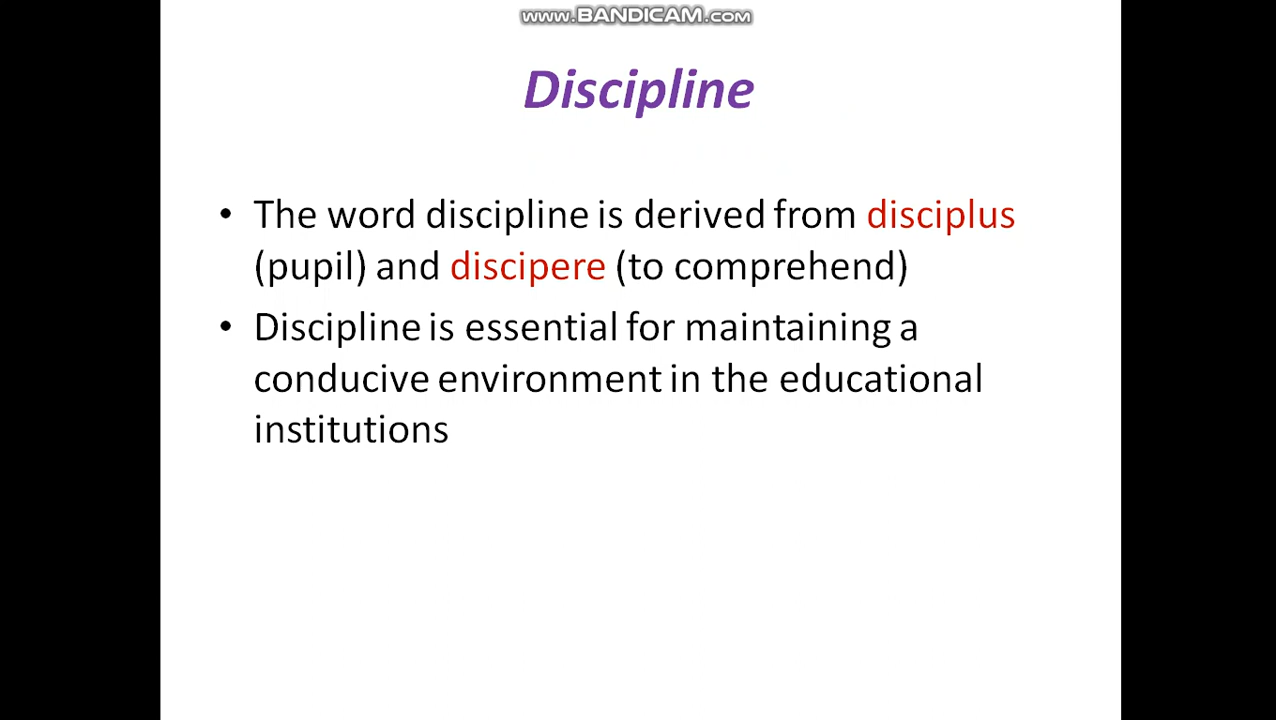 www.BANDICAM.com
Discipline
• The word discipline is derived from disciplus
(pupil) and discipere (to comprehend)
• Discipline is essential for maintaining a
conducive environment in the educational
institutions